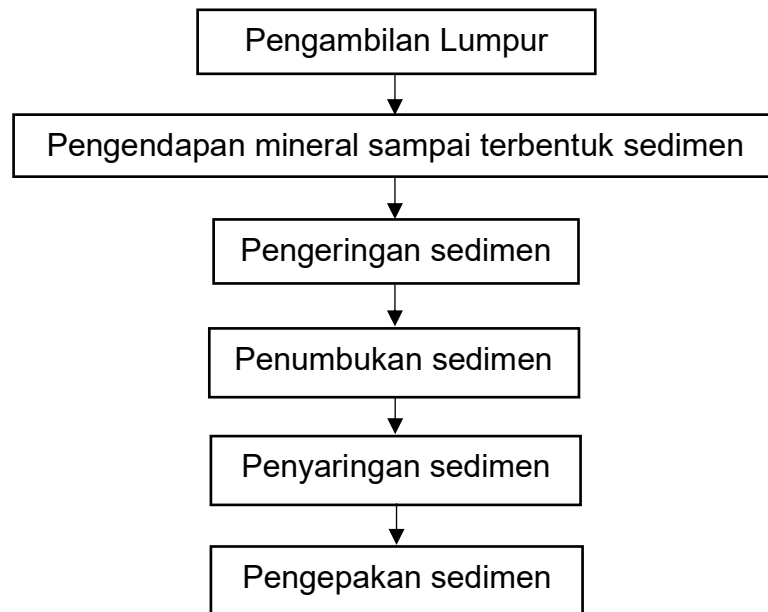 Pengambilan Lumpur
Pengendapan mineral sampai terbentuk sedimen
Pengeringan sedimen
Penumbukan sedimen
Penyaringan sedimen
Pengepakan sedimen